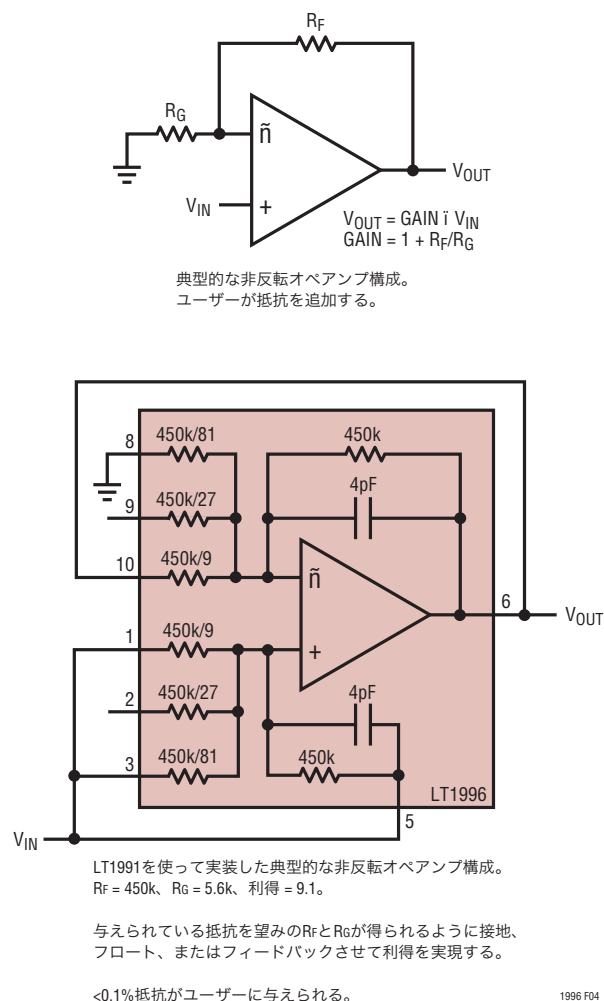 RF
RG
ñ
VIN
+
VOUT
VOUT = GAIN ï VIN
GAIN = 1 + RF/RG
典型的な非反転オペアンプ構成。
ユーザーが抵抗を追加する。
8
450k/81
450k
4pF
9
450k/27
10
450k/9
ñ
6
VOUT
1
450k/9
+
2
450k/27
4pF
3
450k/81
450k
LT1996
5
VIN
LT1991を使って実装した典型的な非反転オペアンプ構成。
RF = 450k、RG = 5.6k、利得 = 9.1。
与えられている抵抗を望みのRFとRGが得られるように接地、
フロート、またはフィードバックさせて利得を実現する。
<0.1%抵抗がユーザーに与えられる。
1996 F04